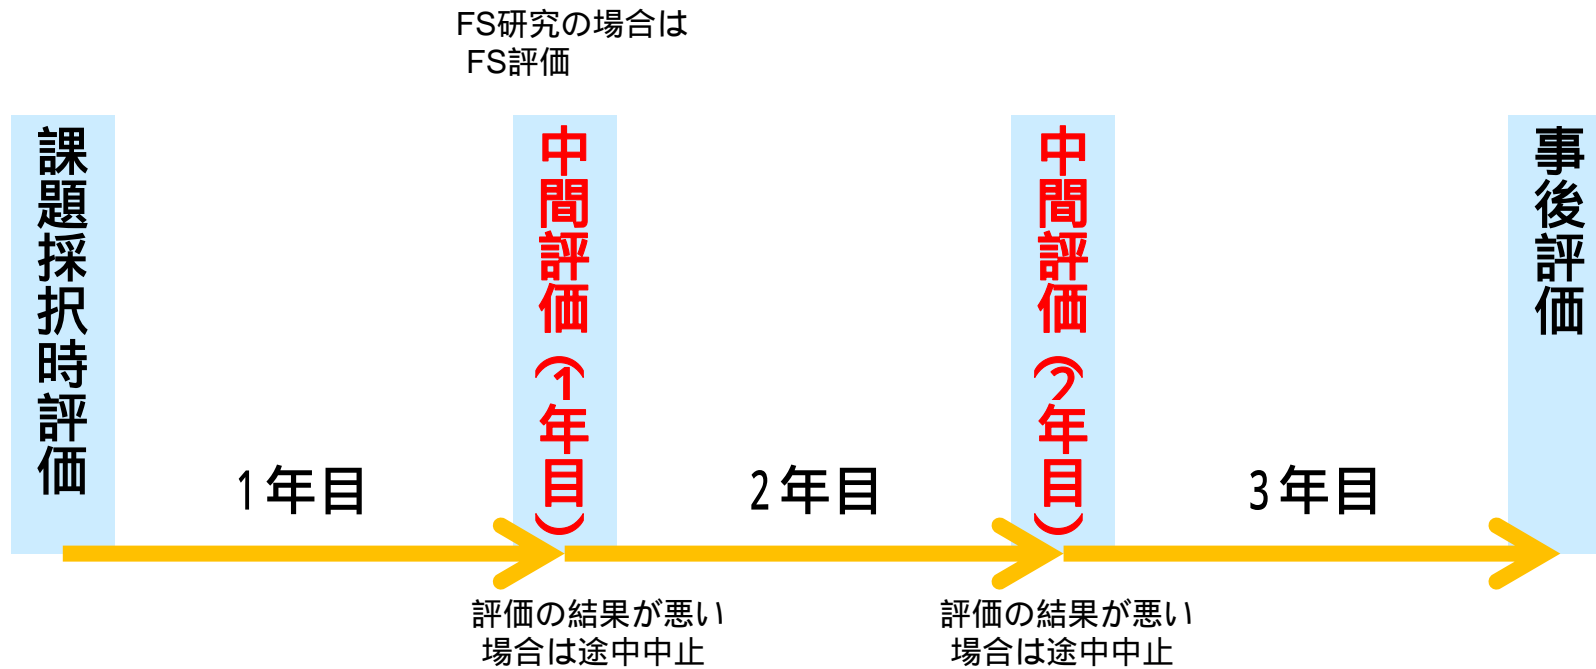 FS研究の場合は
FS評価
課題採択時評価
中間評価(1年目)
中間評価(2年目)
事後評価
1年目
2年目
3年目
評価の結果が悪い
場合は途中中止
評価の結果が悪い
場合は途中中止